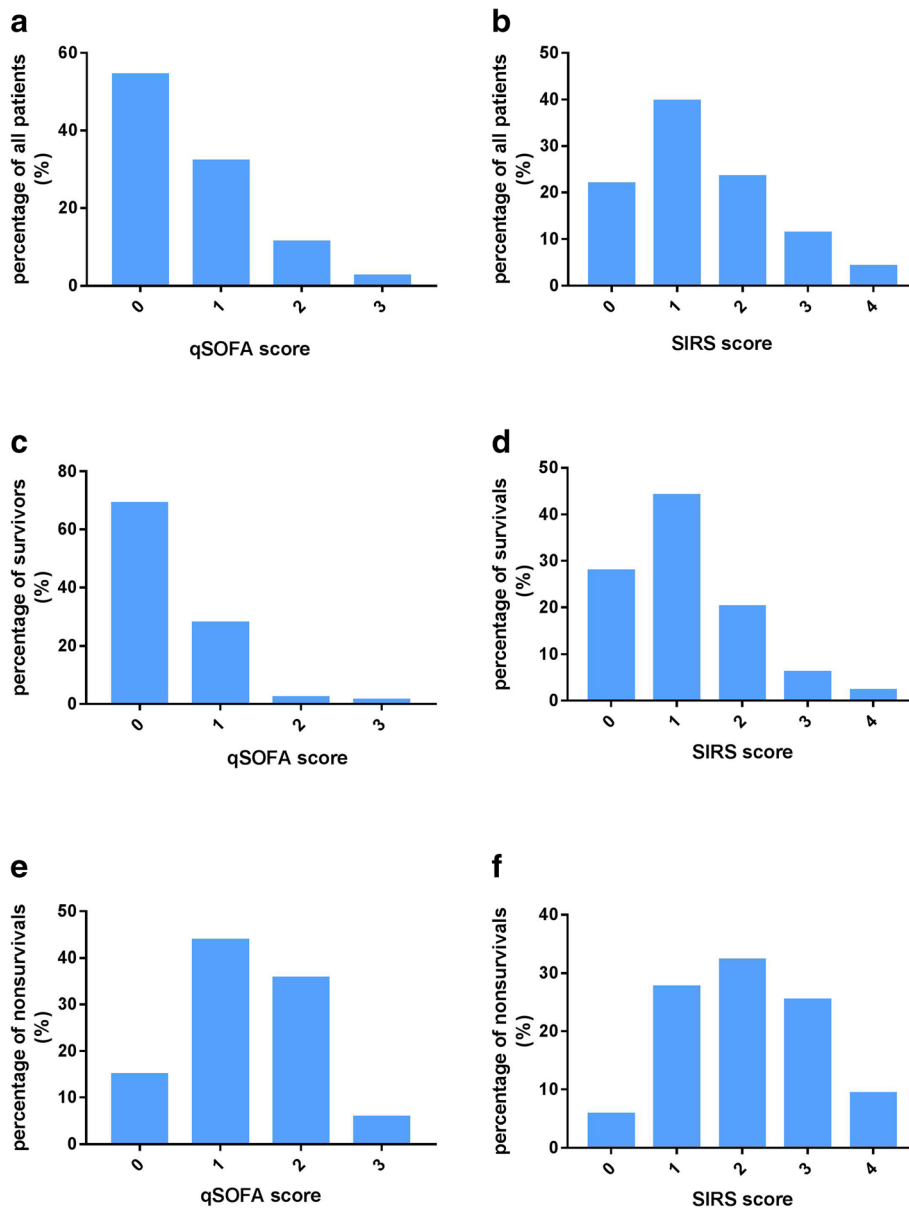 a
percentage of all patients
(%)
60
40
20
0
0 1 2 3
qSOFA score
b
percentage of all patients
(%)
50
40
30
20
10
0
0 1 2 3 4
SIRS score
c
percentage of survivors
(%)
80
60
40
20
0
0 1 2 3
qSOFA score
d
percentage of survivals
(%)
50
40
30
20
10
0
0 1 2 3 4
SIRS score
e
percentage of nonsurvivals
(%)
50
40
30
20
10
0
0 1 2 3
qSOFA score
f
percentage of nonsurvivals
(%)
40
30
20
10
0
0 1 2 3 4
SIRS score